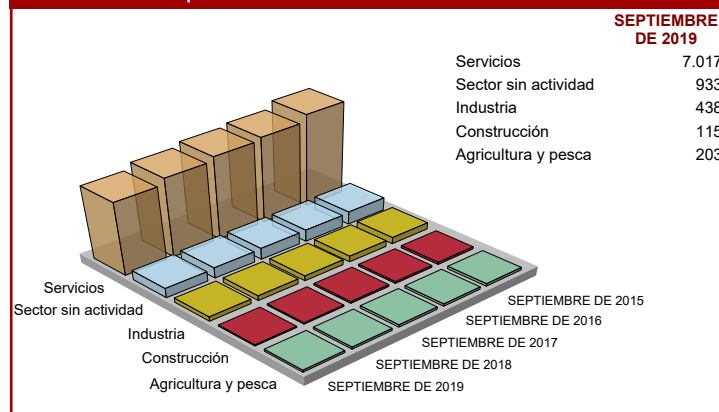 SEPTIEMBRE
DE 2019
Servicios 7.017
Sector sin actividad 933
Industria 438
Construcción 115
Agricultura y pesca 203
Servicios
Sector sin actividad
Industria
Construcción
Agricultura y pesca
SEPTIEMBRE DE 2015
SEPTIEMBRE DE 2016
SEPTIEMBRE DE 2017
SEPTIEMBRE DE 2018
SEPTIEMBRE DE 2019